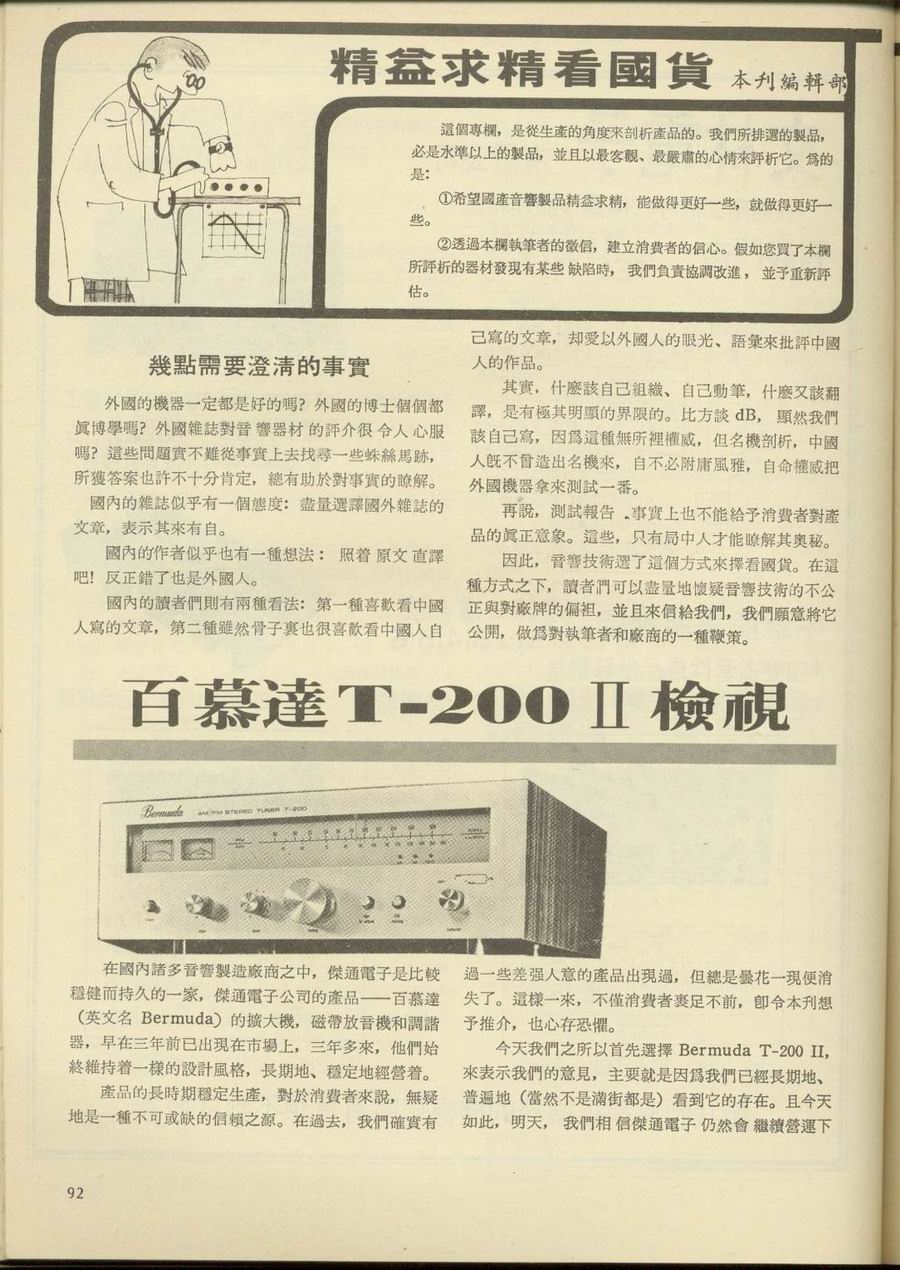 精益求精看國貨 本刊編輯部
這個專欄，是從生產的角度來剖析產品的。我們所挑選的製品，
必是水準以上的製品，並且以最客觀、最嚴肅的心情來評析它。為的
是：
①希望國產音響製品精益求精，能做得更好一些，就做得更好一
些。
②透過本欄執筆者的徵信，建立消費者的信心。假如您買了本欄
所評析的器材發現有某些缺陷時，我們負責協調改進，並予重新評
估。
幾點需要澄清的事實
外國的機器一定都是好的嗎？外國的博士個個都
眞博學嗎？外國雜誌對音響器材的評介很令人心服
嗎？這些問題實不難從事實上去找尋一些蛛絲馬跡，
所獲答案也許不十分肯定，總有助於對事實的瞭解。
國內的雜誌似乎有一個態度：盡量選譯國外雜誌的
文章，表示其來有自。
國內的作者似乎也有一種想法：照着原文直譯
吧！反正錯了也是外國人。
國內的讀者們則有兩種看法：第一種喜歡看中國
人寫的文章，第二種雖然骨子裏也很喜歡看中國人自
己寫的文章，却愛以外國人的眼光、語彙來批評中國
人的作品。
其實，什麼該自己組織、自己動筆，什麼又該翻
譯，是有極其明顯的界限的。比方談 dB，顯然我們
該自己寫，因爲這種無所裡權威，但名機剖析，中國
人旣不曾造出名機來，自不必附庸風雅，自命權威把
外國機器拿來測試一番。
再說，測試報告．事實上也不能給予消費者對產
品的眞正意象。這些，只有局中人才能瞭解其奧秘。
因此，音響技術選了這個方式來擇看國貨。在這
種方式之下，讀者們可以盡量地懷疑音響技術的不公
正與對廠牌的偏袒，並且來信給我們，我們願意將它
公開，做爲對執筆者和廠商的一種鞭策。
百慕達T-200 II 檢視
Bermuda AM/FM STEREO TUNER T-200
在國內諸多音響製造廠商之中，傑通電子是比較
穩健而持久的一家，傑通電子公司的產品——百慕達
（英文名 Bermuda）的擴大機，磁帶放音機和調諧
器，早在三年前已出現在市場上，三年多來，他們始
終維持着一樣的設計風格，長期地、穩定地經營着。
產品的長時期穩定生產，對於消費者來說，無疑
地是一種不可或缺的信賴之源。在過去，我們確實有
過一些差强人意的產品出現過，但總是曇花一現便消
失了。這樣一來，不僅消費者裹足不前，卽令本刊想
予推介，也心存恐懼。
今天我們之所以首先選擇 Bermuda T-200 II，
來表示我們的意見，主要就是因爲我們已經長期地、
普遍地（當然不是滿街都是）看到它的存在。且今天
如此，明天，我們相信傑通電子仍然會繼續營運下
92